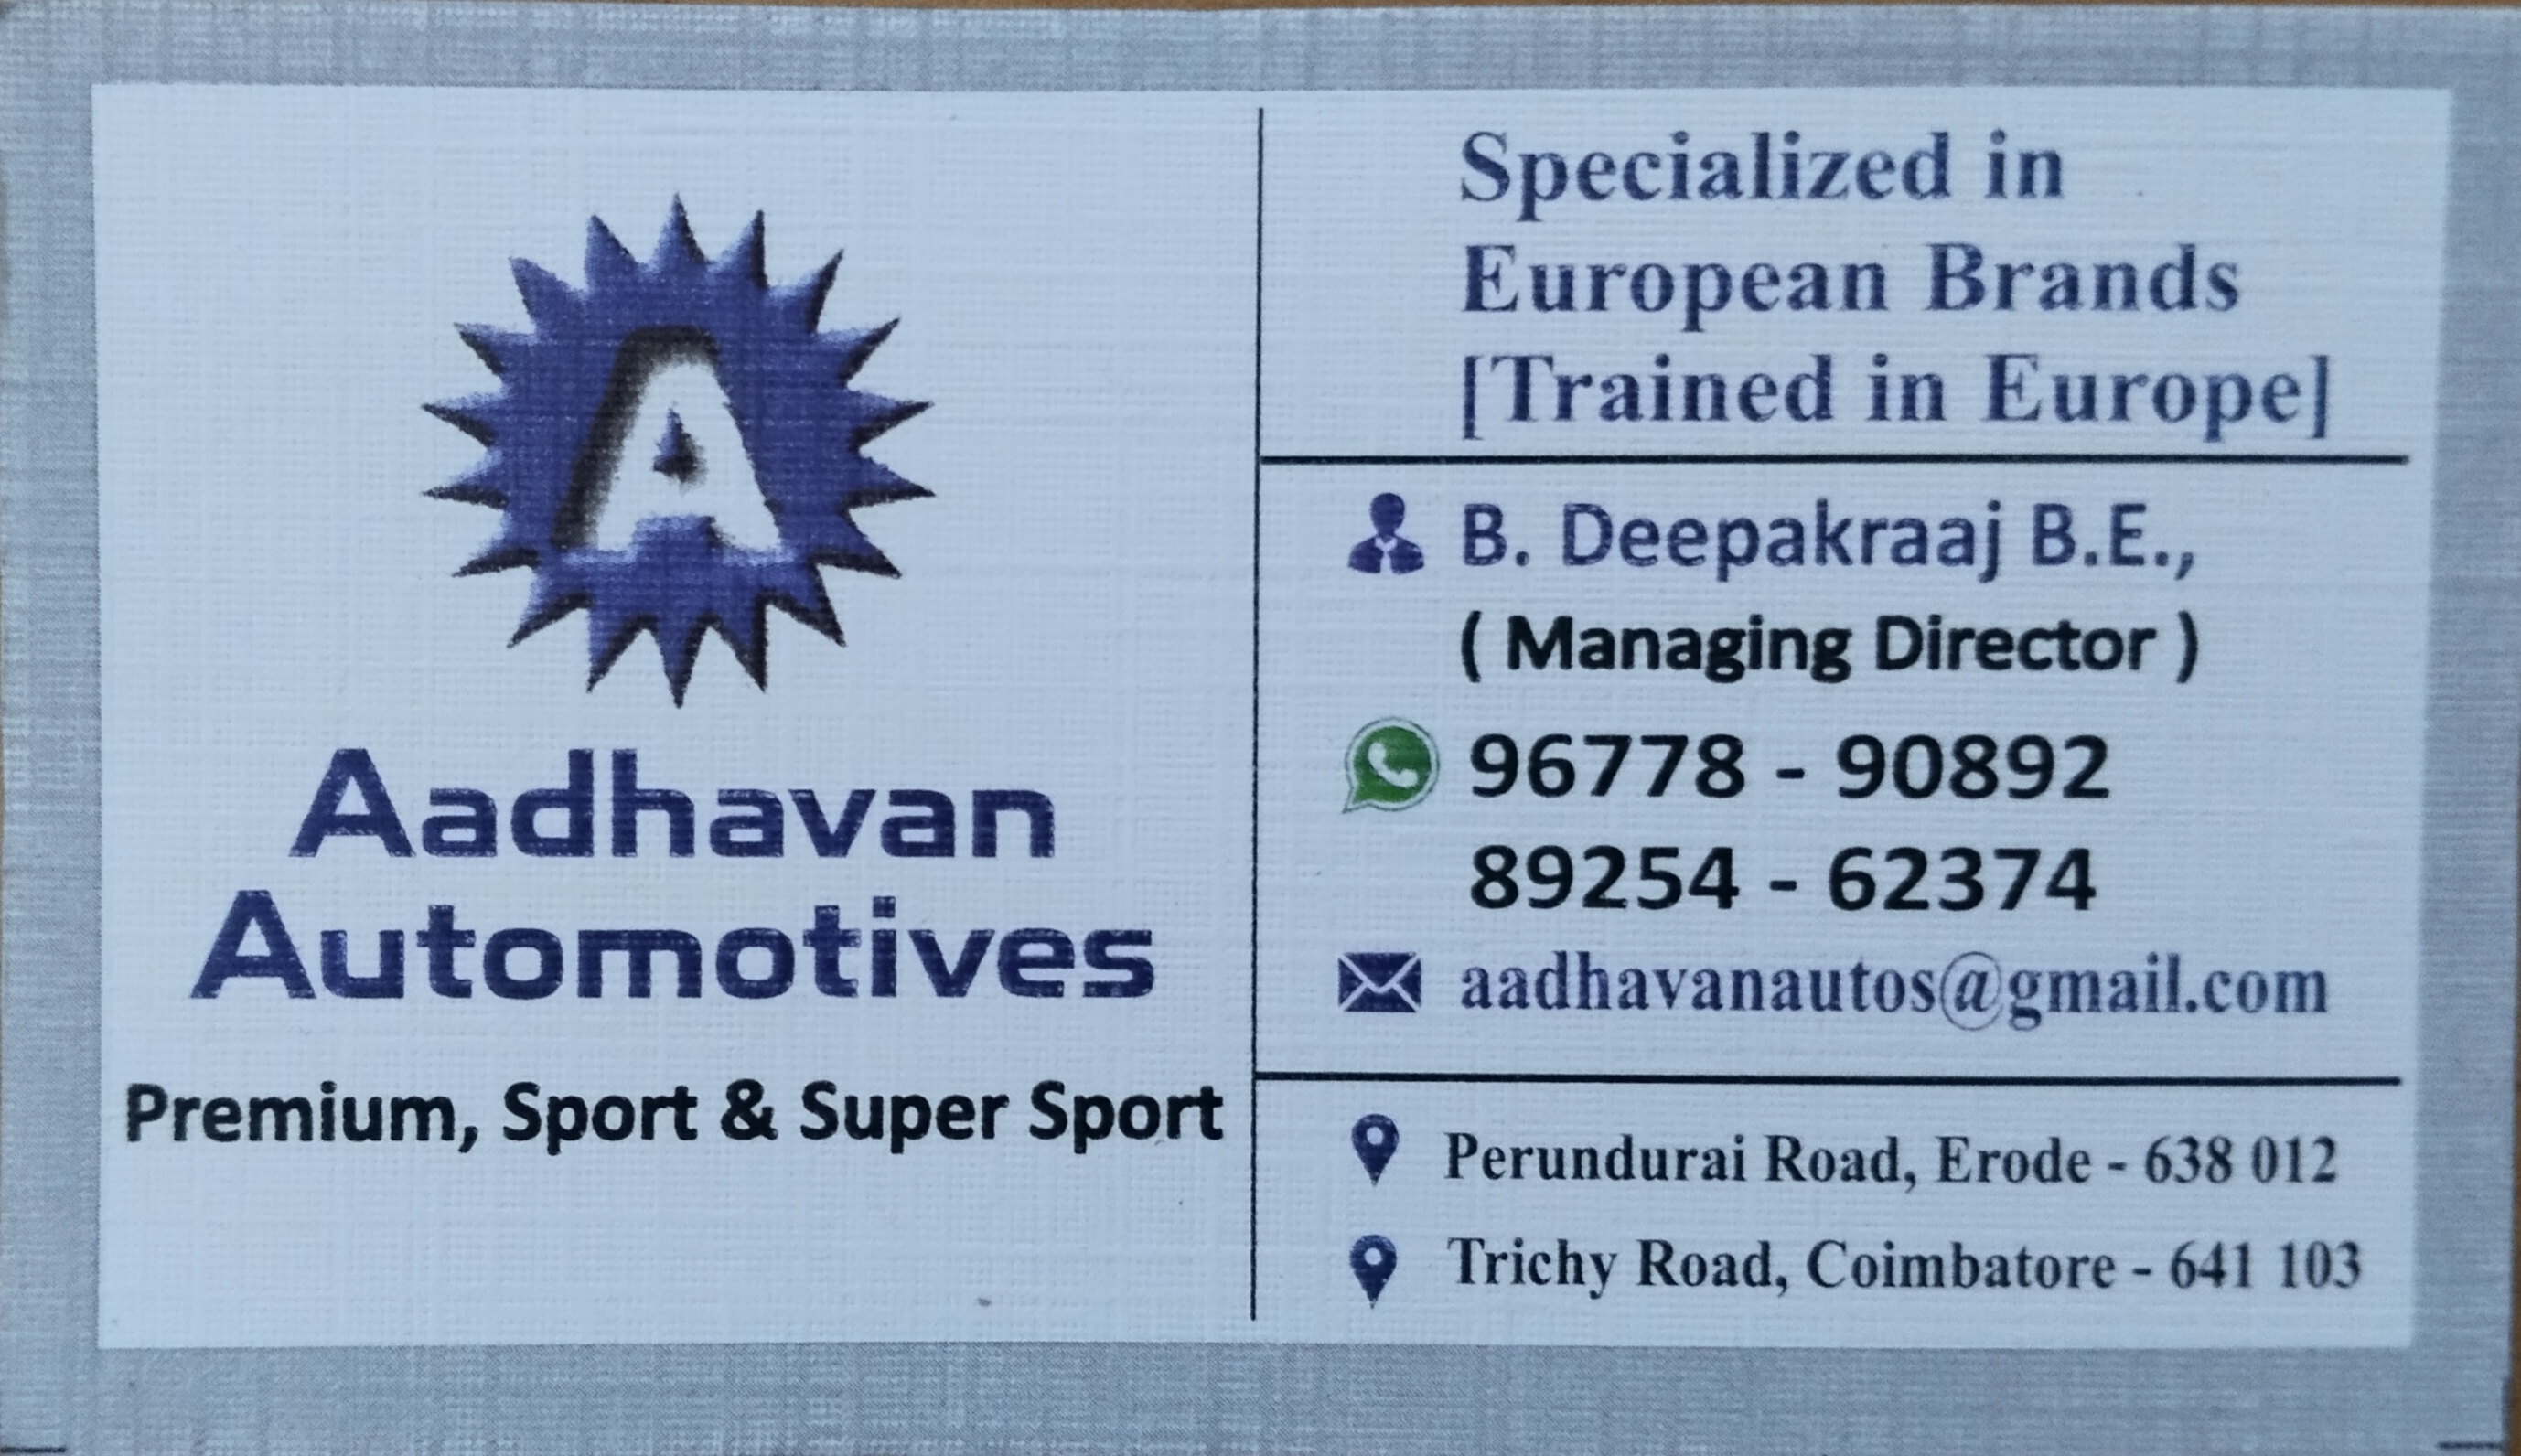 A
Aadhavan
Automotives
Premium, Sport & Super Sport
Specialized in
European Brands
[Trained in Europe]
B. Deepakraaj B.E.,
( Managing Director )
96778 - 90892
89254 - 62374
aadhavanautos@gmail.com
Perundurai Road, Erode - 638 012
Trichy Road, Coimbatore - 641 103